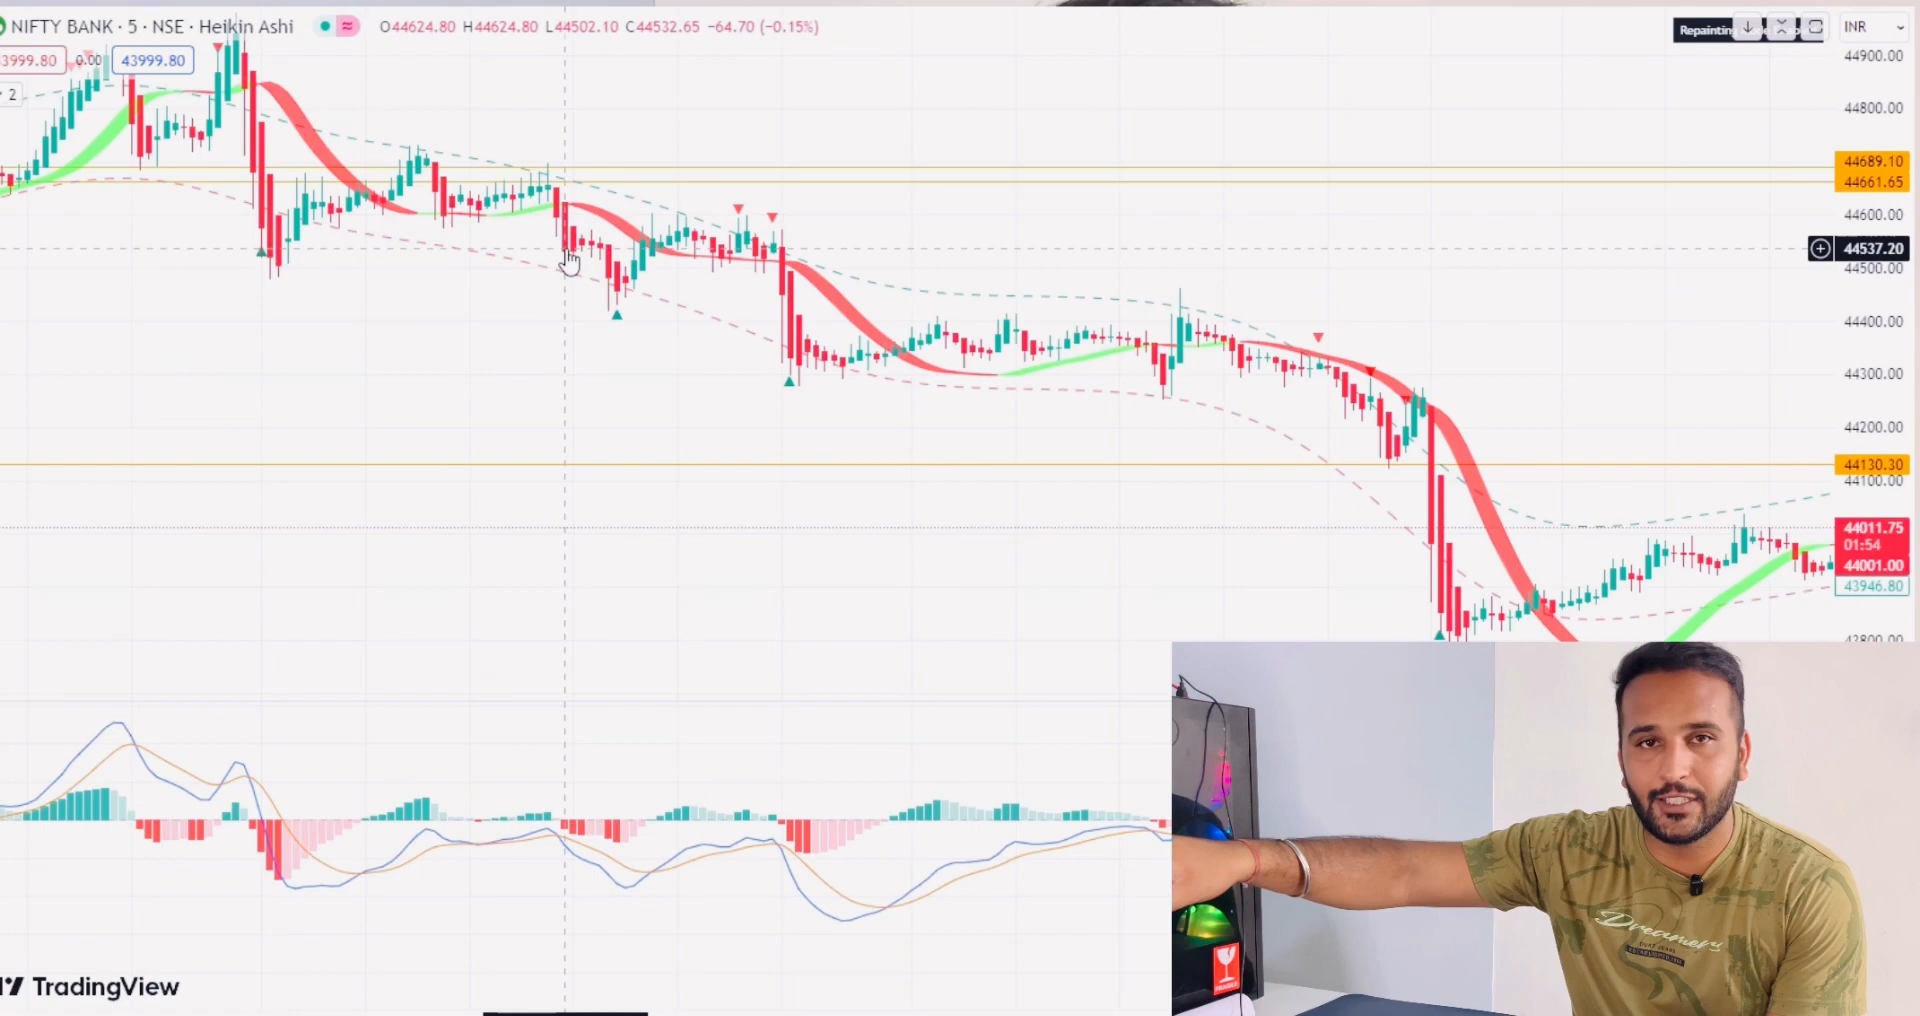 NIFTY BANK · 5 · NSE · Heikin Ashi
O44624.80 H44624.80 L44502.10 C44532.65 −64.70 (−0.15%)
Repainting
INR
3999.80
0.00
43999.80
2
44900.00
44800.00
44689.10
44661.65
44600.00
44537.20
44500.00
44400.00
44300.00
44200.00
44130.30
44100.00
44011.75
01:54
44001.00
43946.80
TradingView
Dreamers
FRAGILE